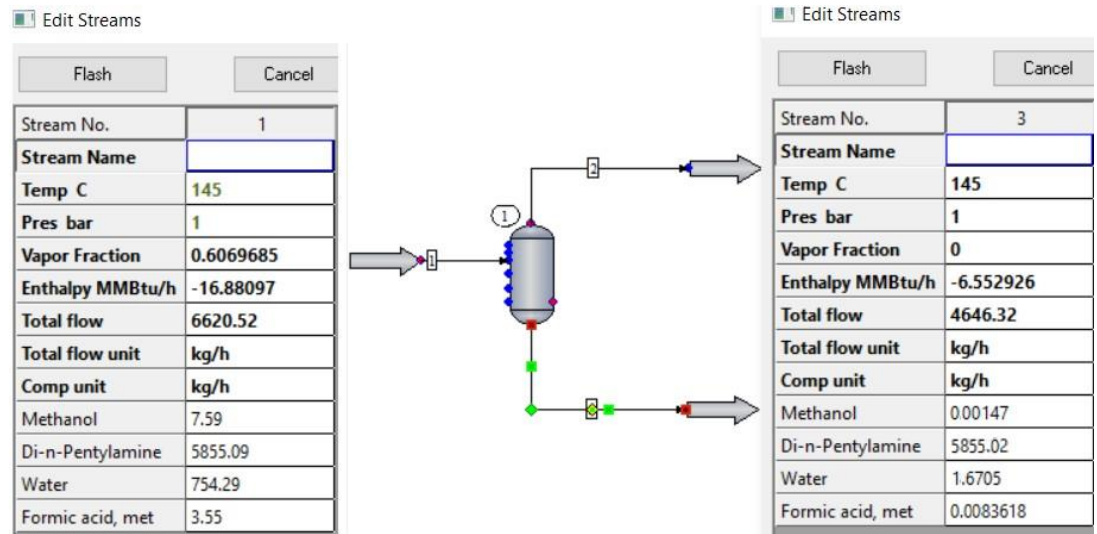 Edit Streams
Flash Cancel
Stream No. 1
Stream Name
Temp C 145
Pres bar 1
Vapor Fraction 0.6069685
Enthalpy MMBtu/h -16.88097
Total flow 6620.52
Total flow unit kg/h
Comp unit kg/h
Methanol 7.59
Di-n-Pentylamine 5855.09
Water 754.29
Formic acid, met 3.55
1
1
2
Edit Streams
Flash Cancel
Stream No. 3
Stream Name
Temp C 145
Pres bar 1
Vapor Fraction 0
Enthalpy MMBtu/h -6.552926
Total flow 4646.32
Total flow unit kg/h
Comp unit kg/h
Methanol 0.00147
Di-n-Pentylamine 5855.02
Water 1.6705
Formic acid, met 0.0083618